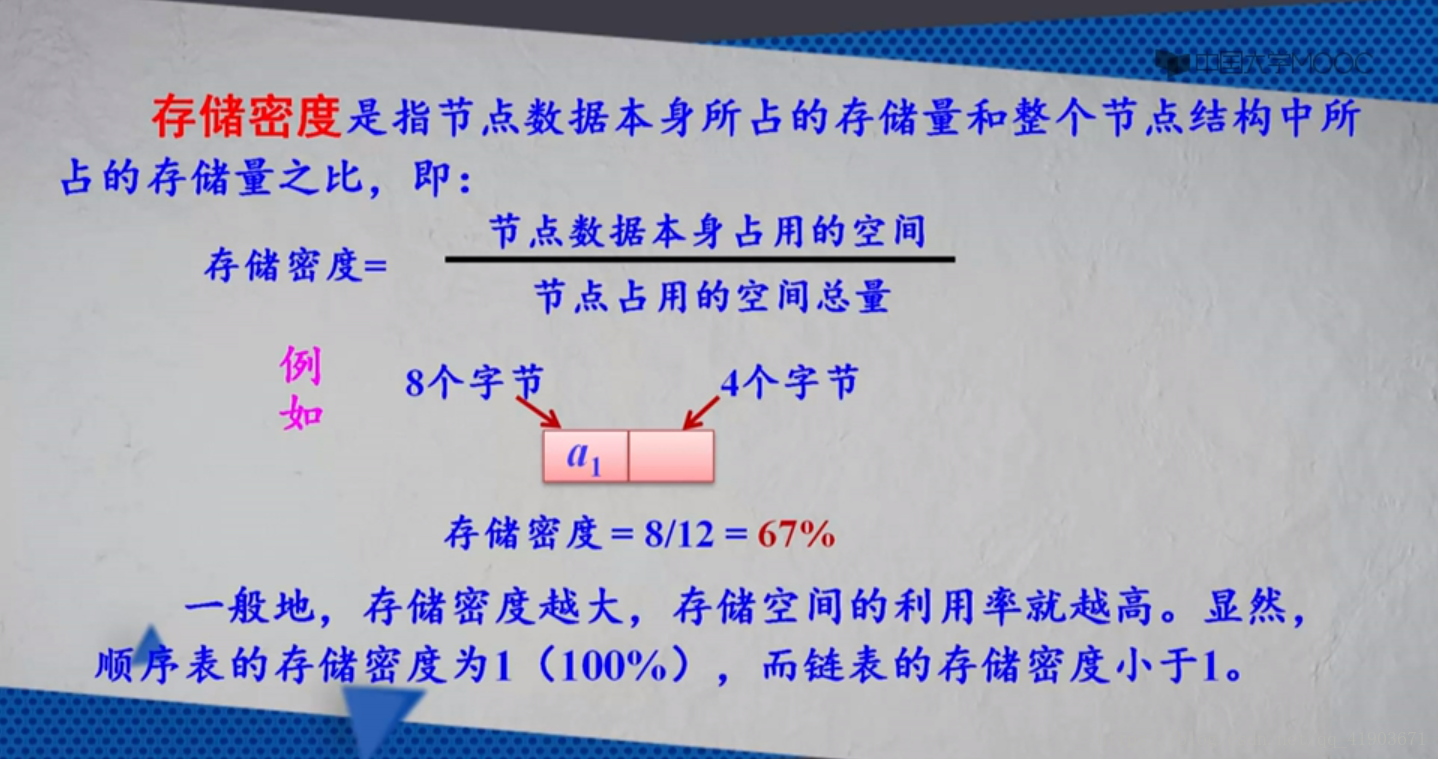 中国大学MOOC
存储密度是指节点数据本身所占的存储量和整个节点结构中所
占的存储量之比，即：
节点数据本身占用的空间
存储密度=
节点占用的空间总量
例
如
8个字节
4个字节
a₁
存储密度 = 8/12 = 67%
一般地，存储密度越大，存储空间的利用率就越高。显然，
顺序表的存储密度为1（100%），而链表的存储密度小于1。